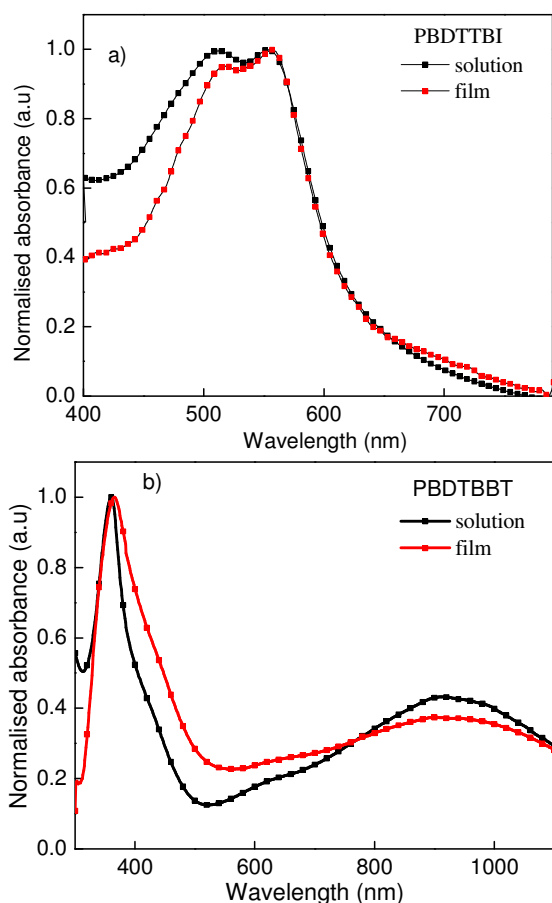 a)
PBDTTBI
solution
film
Normalised absorbance (a.u)
1.0
0.8
0.6
0.4
0.2
0.0
400 500 600 700
Wavelength (nm)
b)
PBDTBBT
solution
film
Normalised absorbance (a.u)
1.0
0.8
0.6
0.4
0.2
0.0
400 600 800 1000
Wavelength (nm)